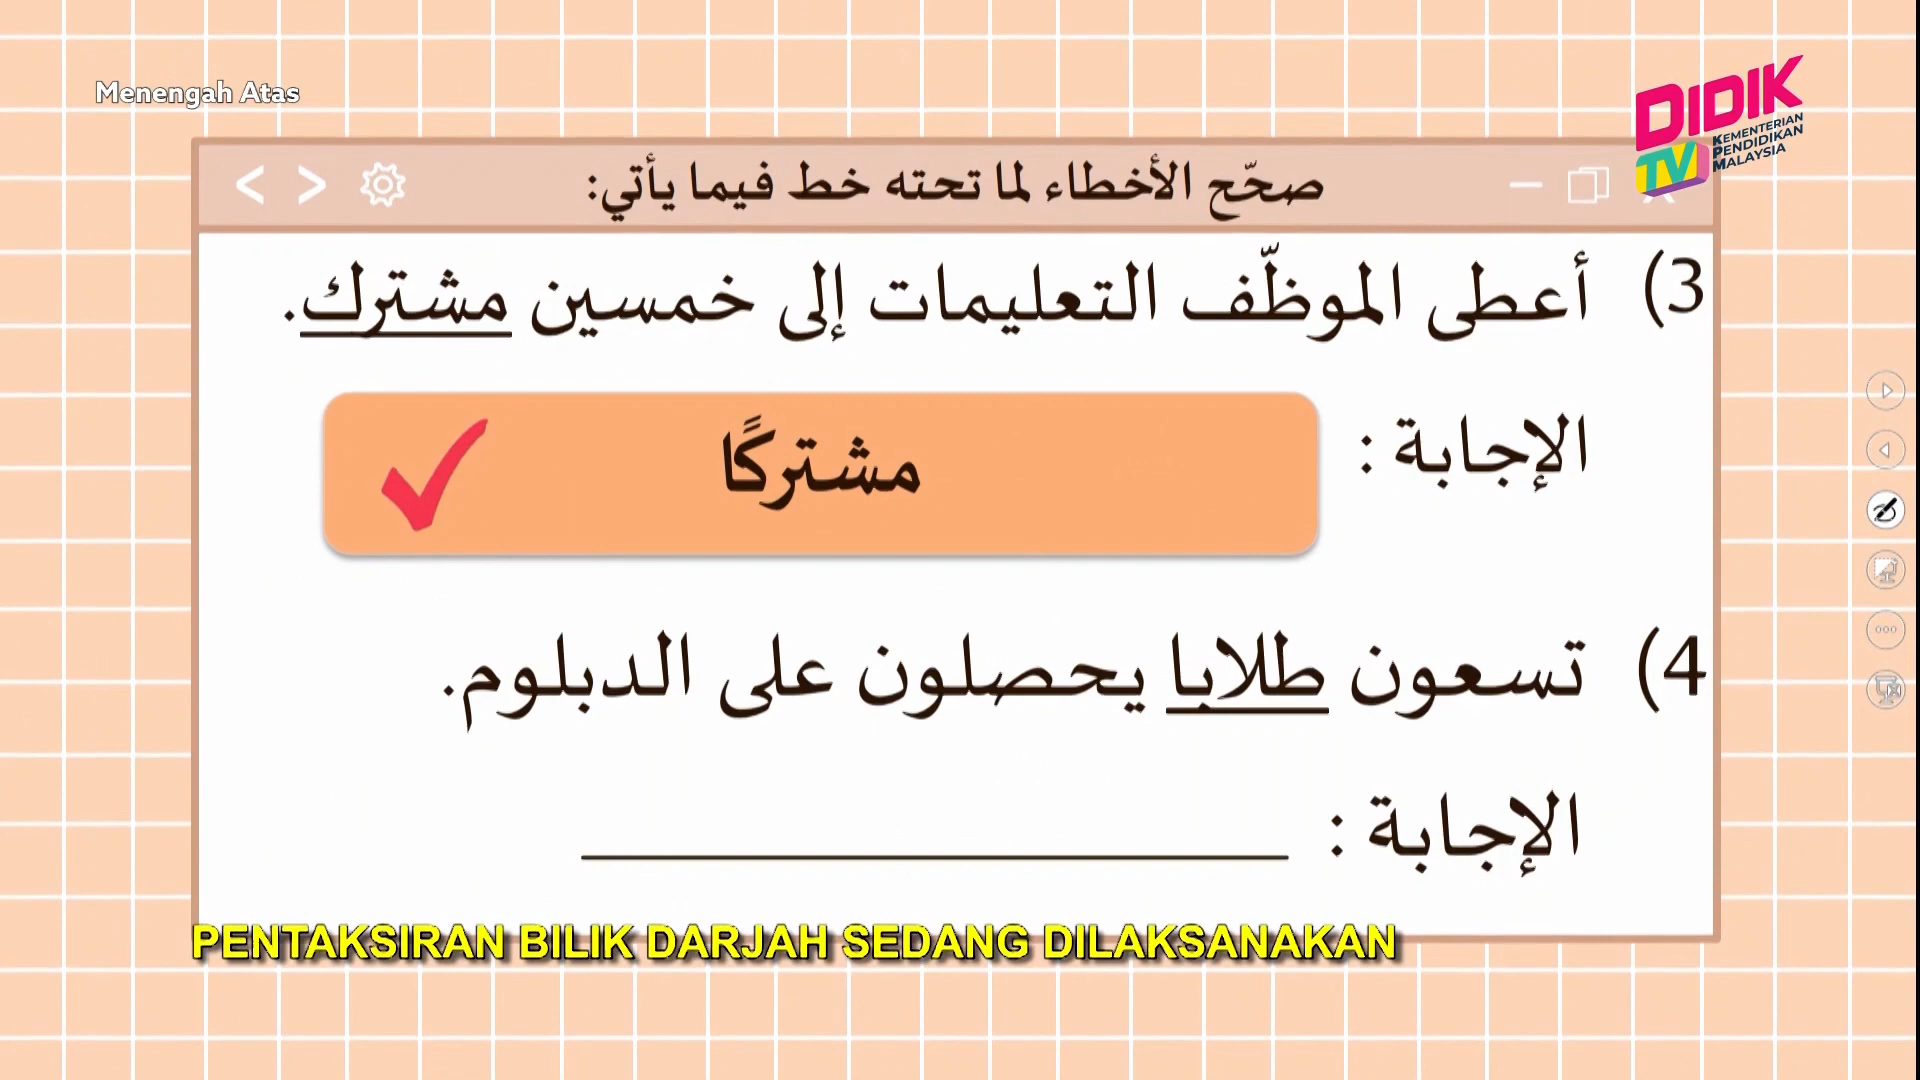 Menengah Atas
DIDIK
TV
KEMENTERIAN
PENDIDIKAN
MALAYSIA
صحّح الأخطاء لما تحته خط فيما يأتي:
3) أعطى الموظّف التعليمات إلى خمسين مشترك.
الإجابة :
مشتركًا
4) تسعون طلابا يحصلون على الدبلوم.
الإجابة :
PENTAKSIRAN BILIK DARJAH SEDANG DILAKSANAKAN